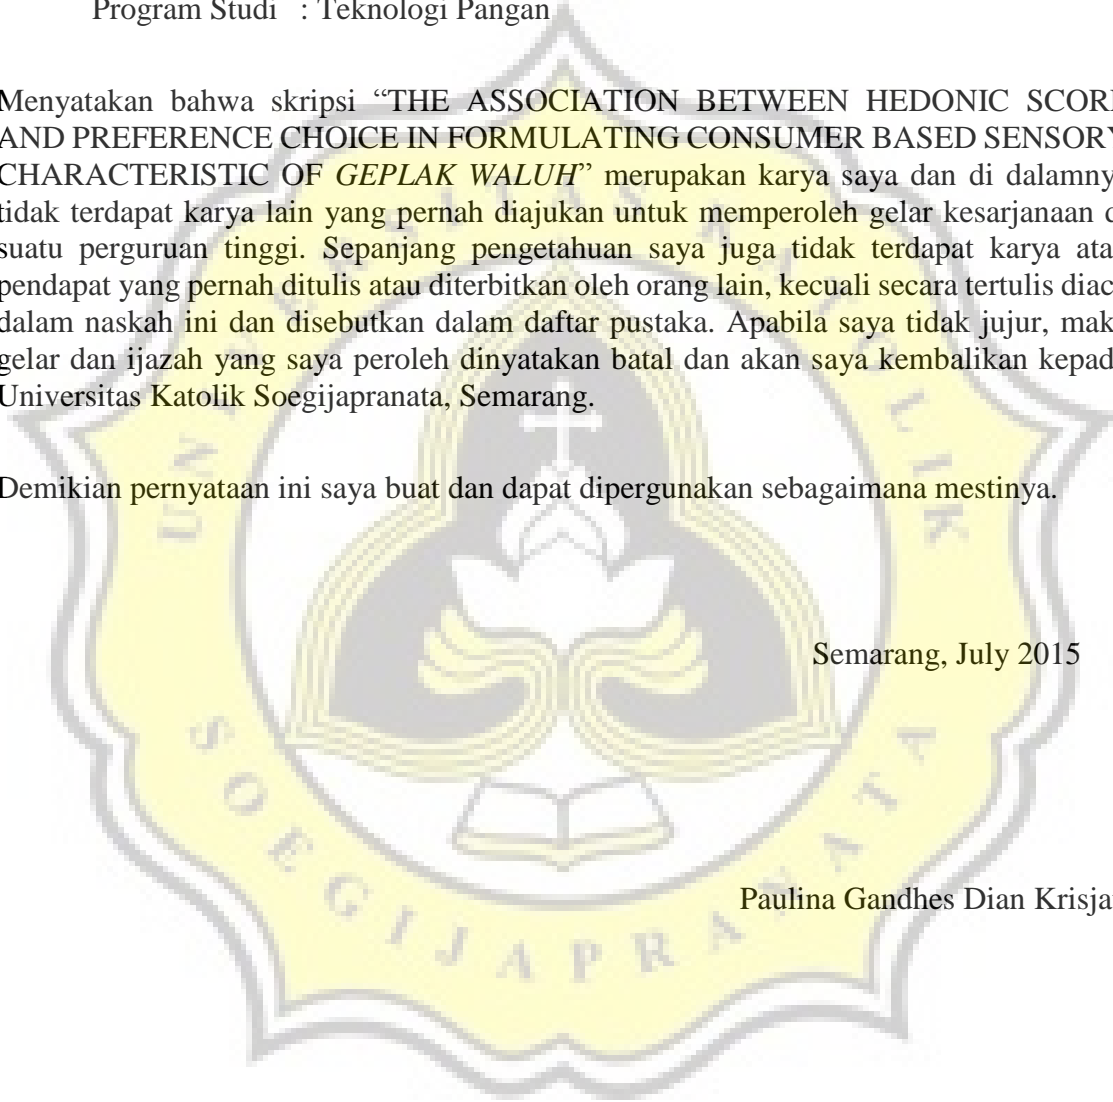 Program Studi : Teknologi Pangan
Menyatakan bahwa skripsi “THE ASSOCIATION BETWEEN HEDONIC SCORE
AND PREFERENCE CHOICE IN FORMULATING CONSUMER BASED SENSORY
CHARACTERISTIC OF GEPLAK WALUH” merupakan karya saya dan di dalamny
tidak terdapat karya lain yang pernah diajukan untuk memperoleh gelar kesarjanaan d
suatu perguruan tinggi. Sepanjang pengetahuan saya juga tidak terdapat karya ata
pendapat yang pernah ditulis atau diterbitkan oleh orang lain, kecuali secara tertulis diac
dalam naskah ini dan disebutkan dalam daftar pustaka. Apabila saya tidak jujur, mak
gelar dan ijazah yang saya peroleh dinyatakan batal dan akan saya kembalikan kepad
Universitas Katolik Soegijapranata, Semarang.
Demikian pernyataan ini saya buat dan dapat dipergunakan sebagaimana mestinya.
Semarang, July 2015
Paulina Gandhes Dian Krisja
UNIVERSITAS KATOLIK
SOEGIJAPRANATA